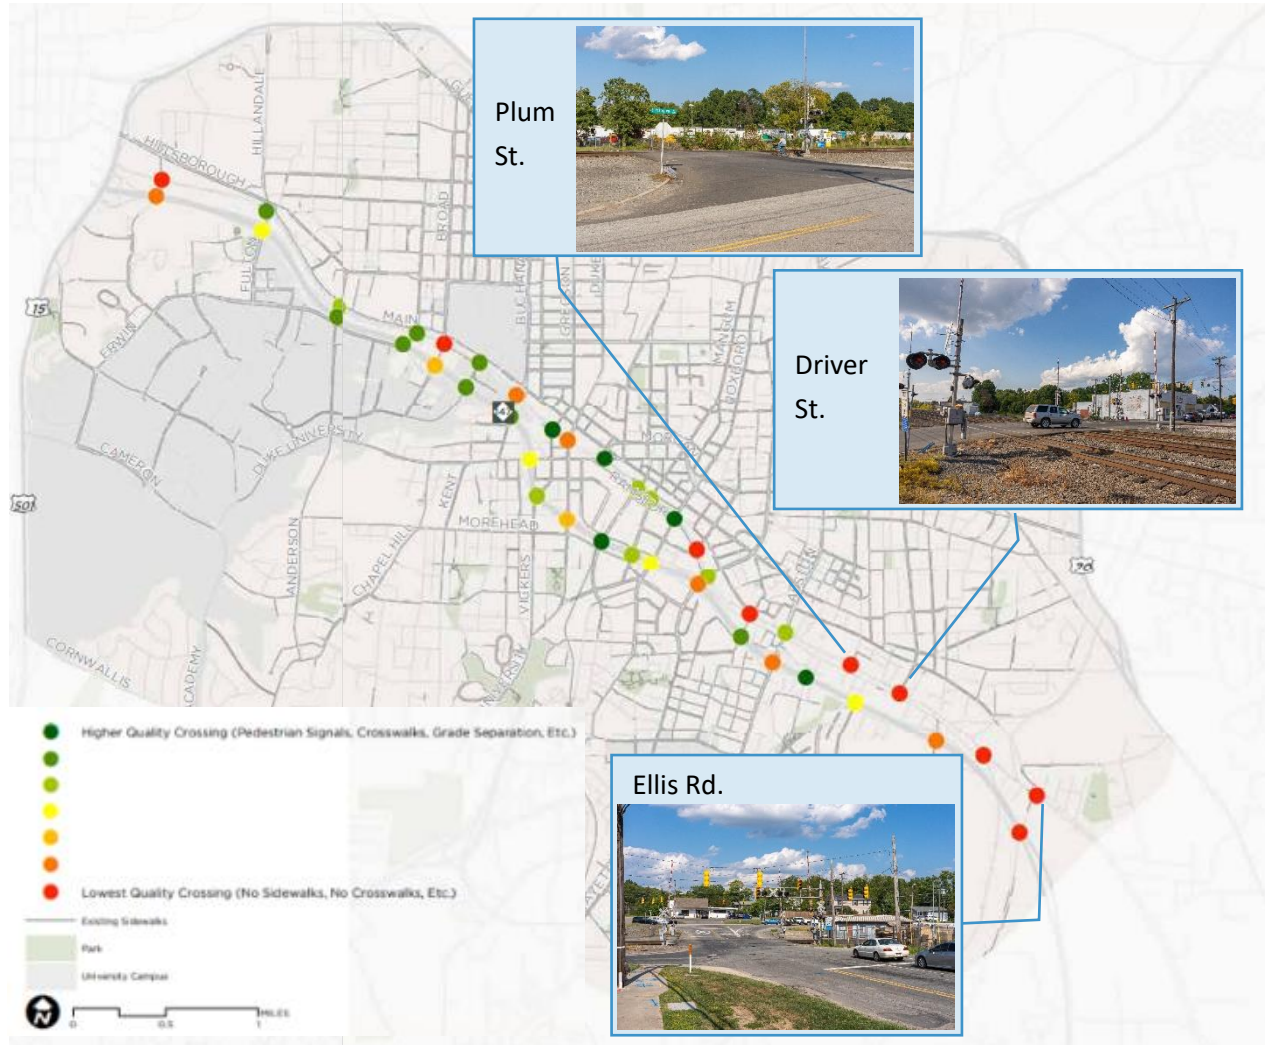 Plum
St.
Driver
St.
Ellis Rd.
HILLANDALE
HILLSBOROUGH
FULTON
BROAD
MAIN
GREGSON
DUKE
MANGUM
ROXBORO
15
ERWIN
CAMERON
DUKE UNIVERSITY
501
KENT
MOREHEAD
ANDERSON
CHAPEL HILL
VICKERS
AUSTIN
70
CORNWALLIS
ACADEMY
Higher Quality Crossing (Pedestrian Signals, Crosswalks, Grade Separation, Etc.)
Lowest Quality Crossing (No Sidewalks, No Crosswalks, Etc.)
Existing Sidewalks
Park
University Campus
N
0 0.5 1 MILES